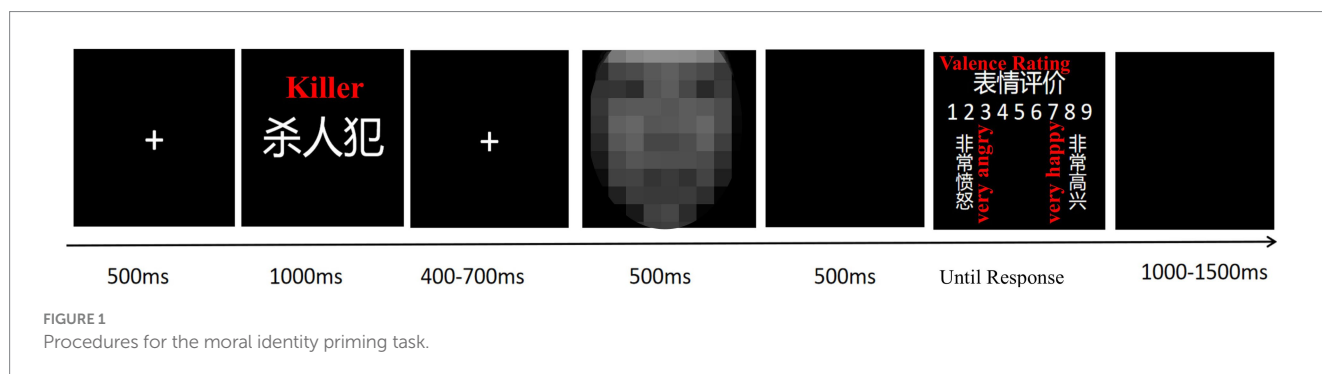 +
Killer
杀人犯
+
Valence Rating
表情评价
1 2 3 4 5 6 7 8 9
非常愤怒
very angry
very happy
非常高兴
500ms
1000ms
400-700ms
500ms
500ms
Until Response
1000-1500ms
FIGURE 1
Procedures for the moral identity priming task.